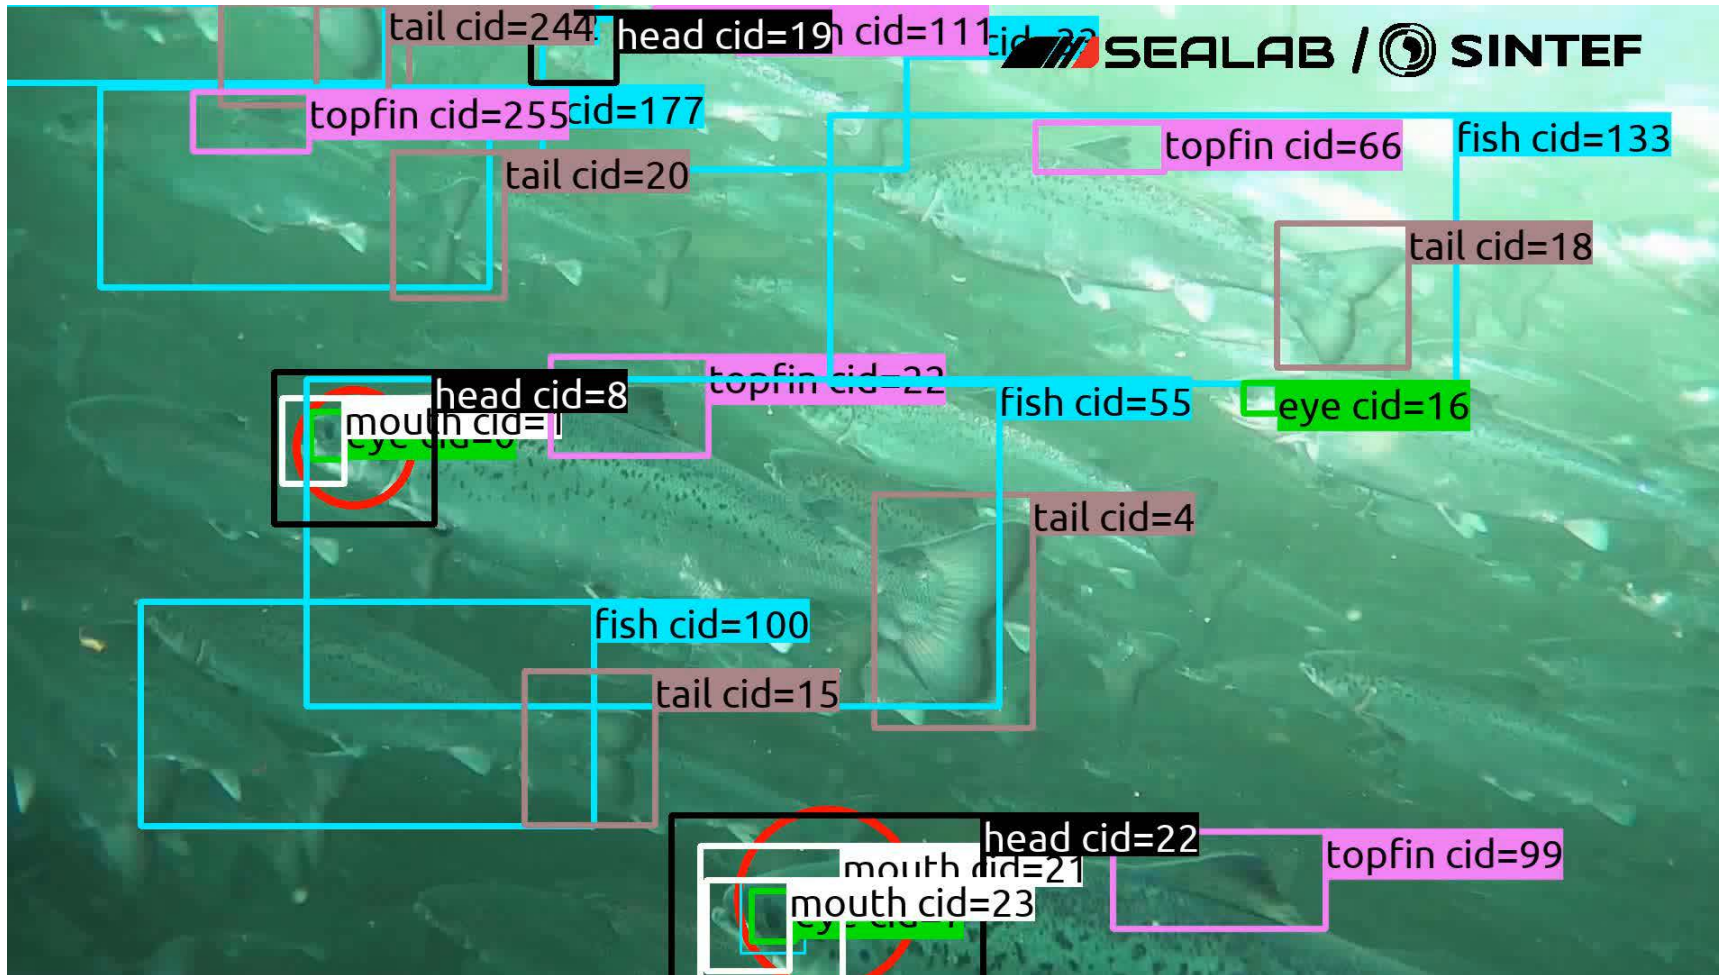 tail cid=244
head cid=19
cid=111
SEALAB / SINTEF
topfin cid=255
cid=177
topfin cid=66
fish cid=133
tail cid=20
tail cid=18
topfin cid=22
head cid=8
fish cid=55
eye cid=16
mouth cid=1
tail cid=4
fish cid=100
tail cid=15
head cid=22
topfin cid=99
mouth cid=21
mouth cid=23